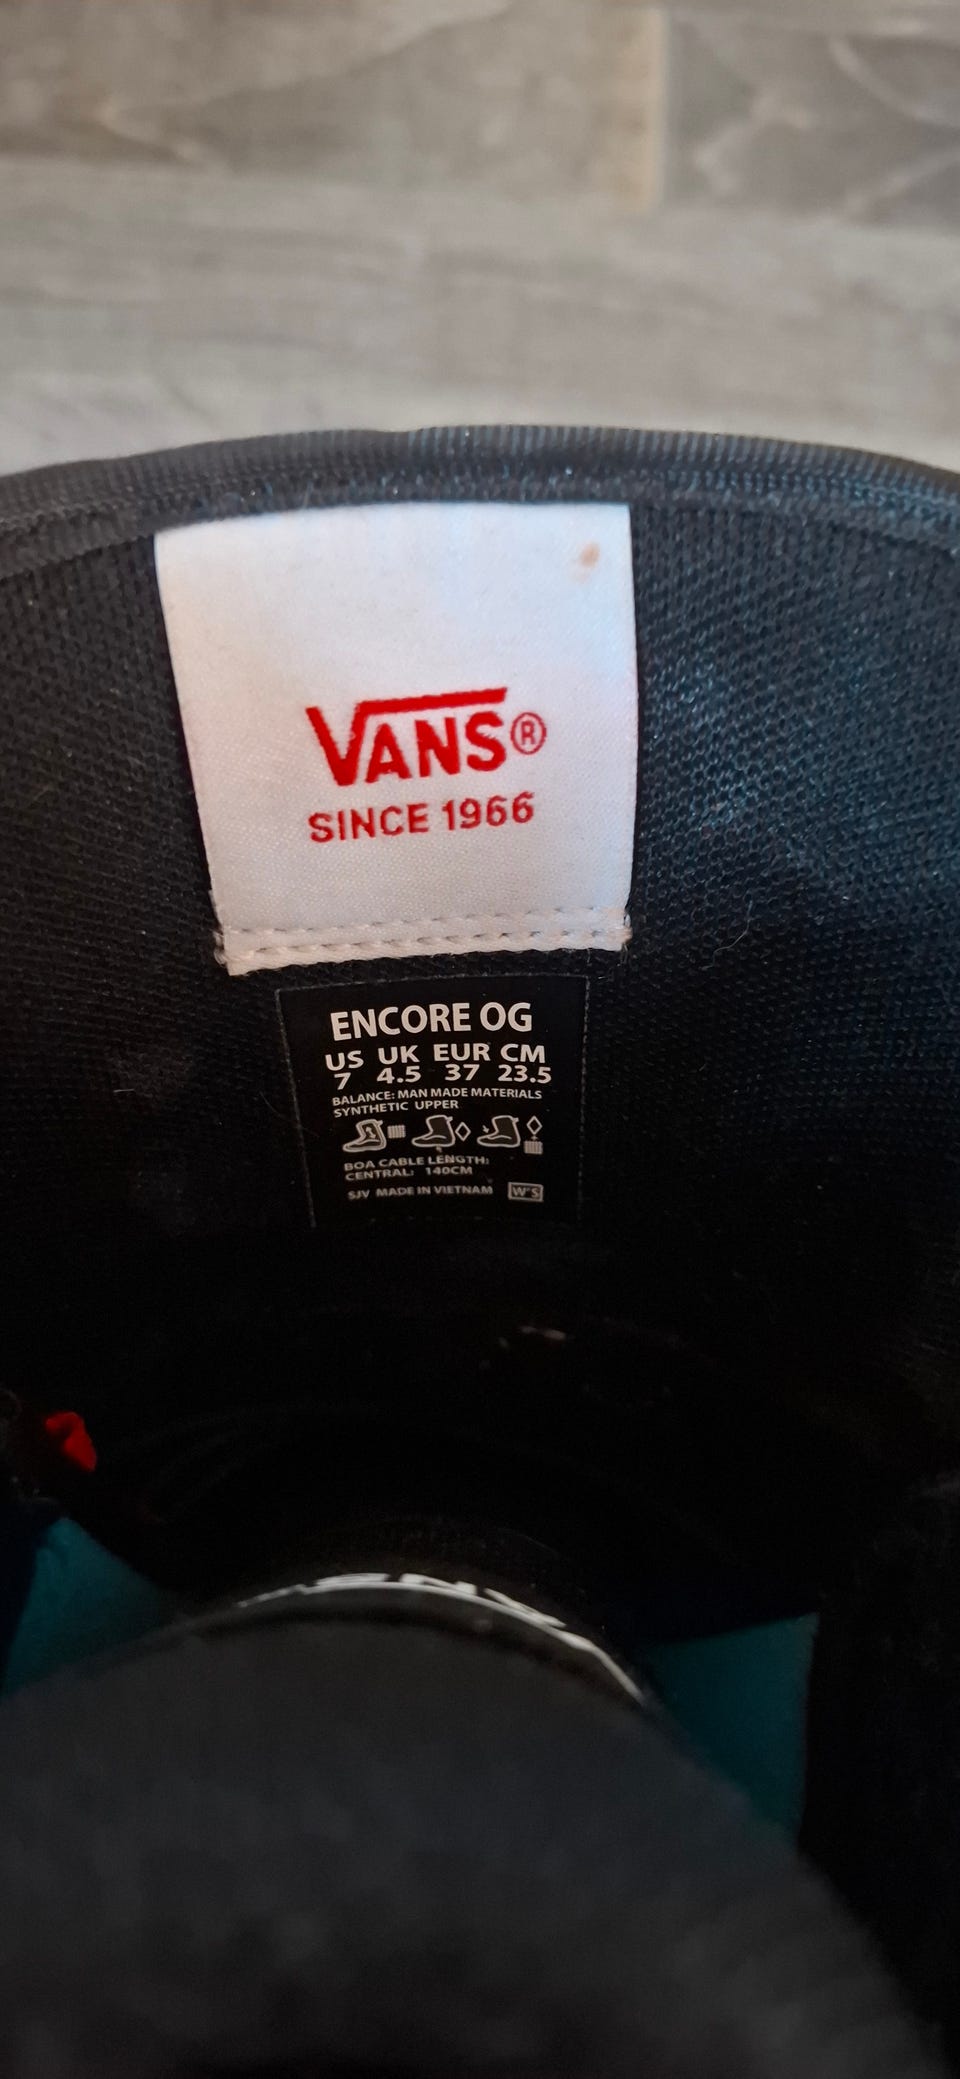 VANS®
SINCE 1966
ENCORE OG
US UK EUR CM
7 4.5 37 23.5
BALANCE: MAN MADE MATERIALS
SYNTHETIC UPPER
BOA CABLE LENGTH:
CENTRAL: 140CM
SJV MADE IN VIETNAM W'S